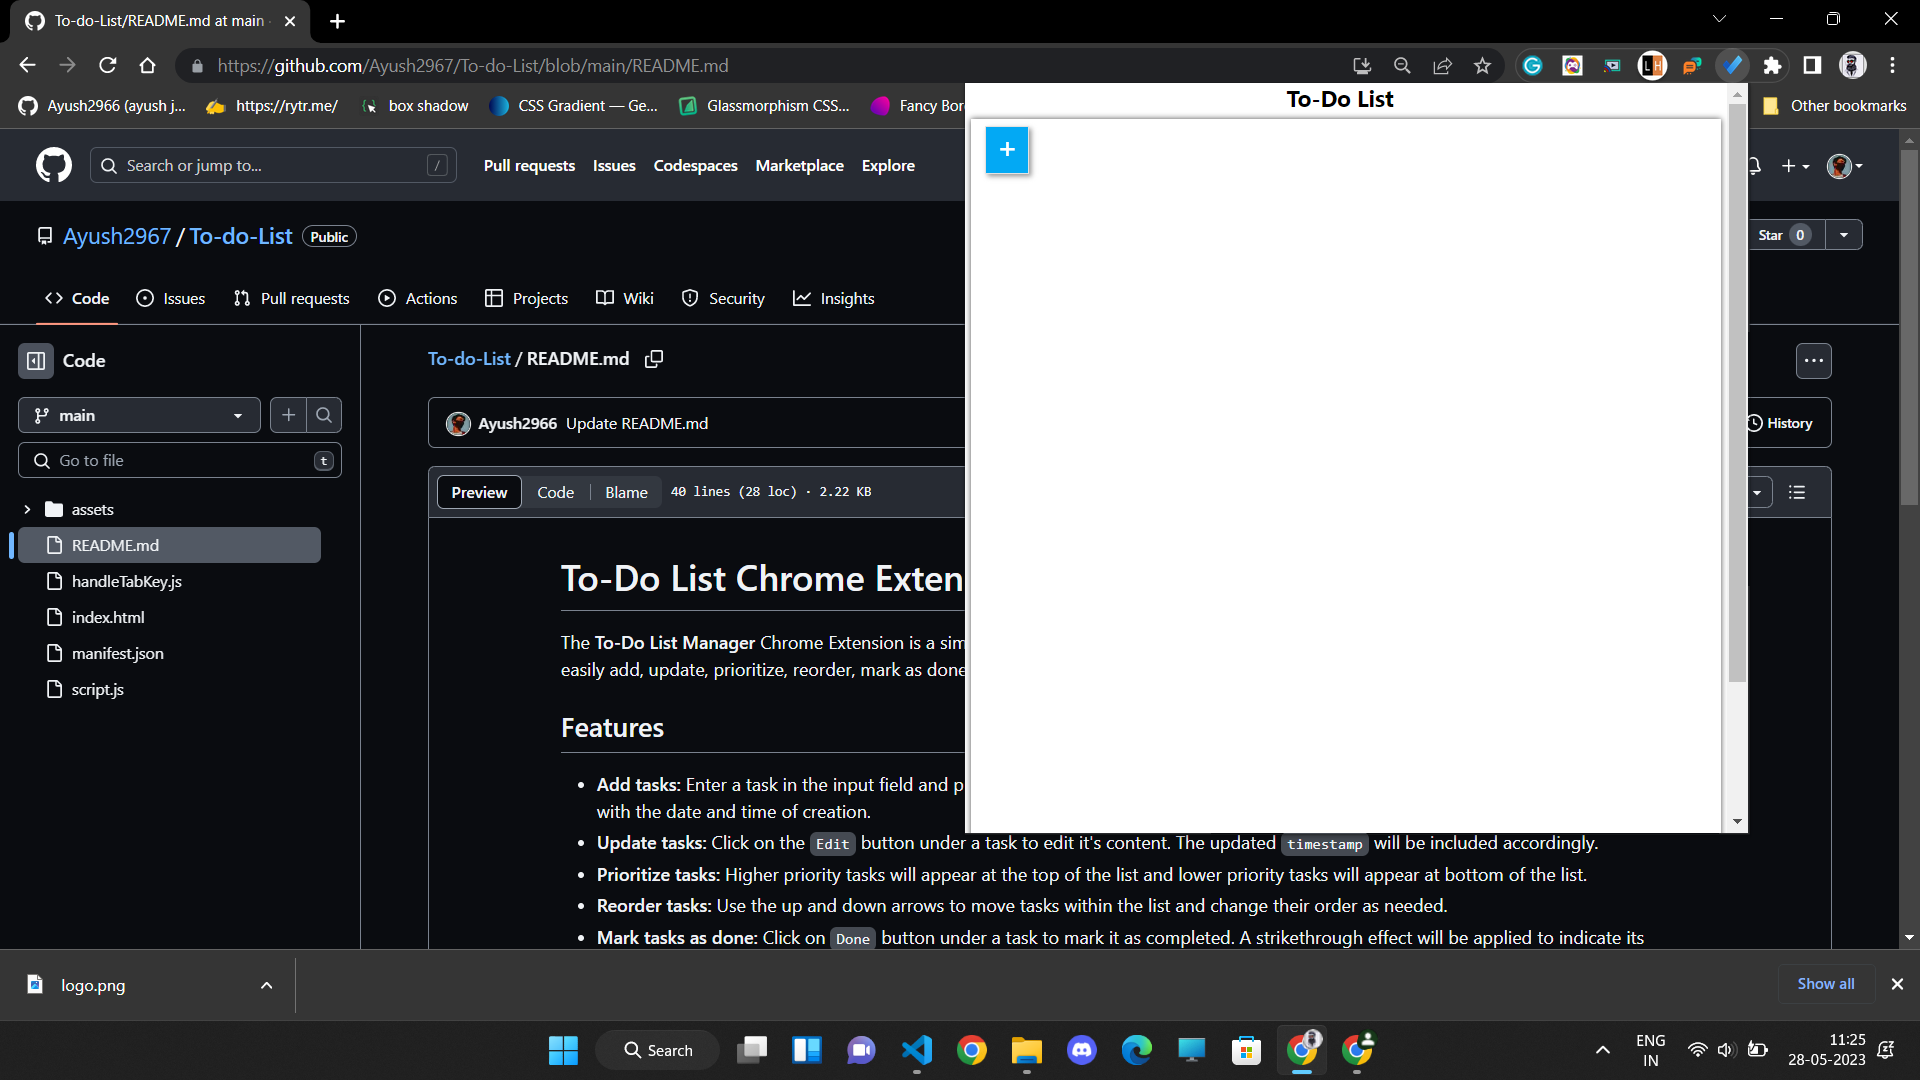 To-do-List/README.md at main
https://github.com/Ayush2967/To-do-List/blob/main/README.md
Ayush2966 (ayush j...
https://rytr.me/
box shadow
CSS Gradient — Ge...
Glassmorphism CSS...
Fancy Bor
Other bookmarks
To-Do List
+
Search or jump to...
/
Pull requests
Issues
Codespaces
Marketplace
Explore
Ayush2967 / To-do-List
Public
Star 0
Code
Issues
Pull requests
Actions
Projects
Wiki
Security
Insights
Code
main
Go to file
t
assets
README.md
handleTabKey.js
index.html
manifest.json
script.js
To-do-List / README.md
Ayush2966 Update README.md
History
Preview
Code
Blame
40 lines (28 loc) · 2.22 KB
To-Do List Chrome Exten
The To-Do List Manager Chrome Extension is a sim
easily add, update, prioritize, reorder, mark as done
Features
• Add tasks: Enter a task in the input field and p
with the date and time of creation.
• Update tasks: Click on the Edit button under a task to edit it's content. The updated timestamp will be included accordingly.
• Prioritize tasks: Higher priority tasks will appear at the top of the list and lower priority tasks will appear at bottom of the list.
• Reorder tasks: Use the up and down arrows to move tasks within the list and change their order as needed.
• Mark tasks as done: Click on Done button under a task to mark it as completed. A strikethrough effect will be applied to indicate its
logo.png
Show all
Search
ENG
IN
11:25
28-05-2023